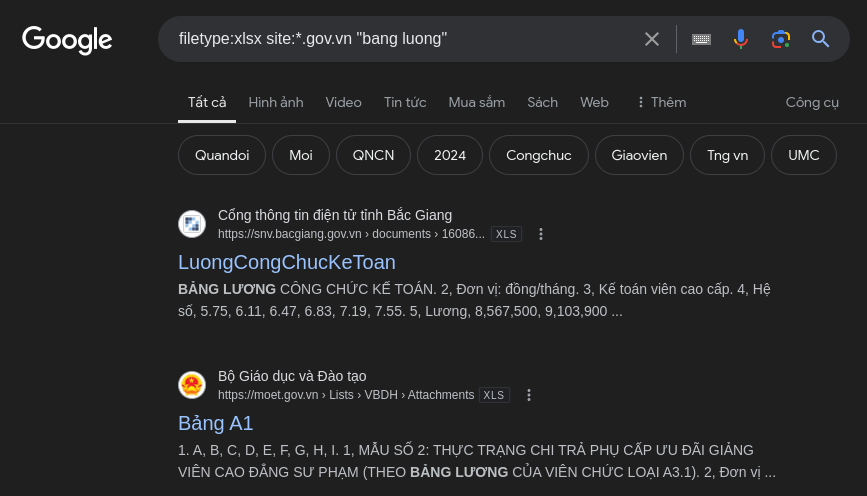 Google
filetype:xlsx site:*.gov.vn "bang luong"
Tất cả Hình ảnh Video Tin tức Mua sắm Sách Web Thêm Công cụ
Quandoi Moi QNCN 2024 Congchuc Giaovien Tng vn UMC
Cổng thông tin điện tử tỉnh Bắc Giang
https://snv.bacgiang.gov.vn › documents › 16086... XLS
LuongCongChucKeToan
BẢNG LƯƠNG CÔNG CHỨC KẾ TOÁN. 2, Đơn vị: đồng/tháng. 3, Kế toán viên cao cấp. 4, Hệ
số, 5.75, 6.11, 6.47, 6.83, 7.19, 7.55. 5, Lương, 8,567,500, 9,103,900 ...
Bộ Giáo dục và Đào tạo
https://moet.gov.vn › Lists › VBDH › Attachments XLS
Bảng A1
1. A, B, C, D, E, F, G, H, I. 1, MẪU SỐ 2: THỰC TRẠNG CHI TRẢ PHỤ CẤP ƯU ĐÃI GIẢNG
VIÊN CAO ĐẲNG SƯ PHẠM (THEO BẢNG LƯƠNG CỦA VIÊN CHỨC LOẠI A3.1). 2, Đơn vị ...